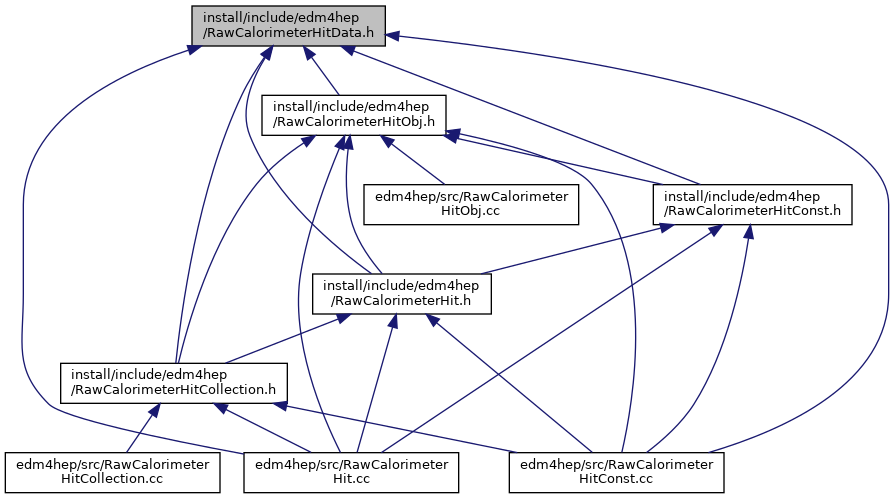 install/include/edm4hep
/RawCalorimeterHitData.h
install/include/edm4hep
/RawCalorimeterHitObj.h
edm4hep/src/RawCalorimeter
HitObj.cc
install/include/edm4hep
/RawCalorimeterHitConst.h
install/include/edm4hep
/RawCalorimeterHit.h
install/include/edm4hep
/RawCalorimeterHitCollection.h
edm4hep/src/RawCalorimeter
HitCollection.cc
edm4hep/src/RawCalorimeter
Hit.cc
edm4hep/src/RawCalorimeter
HitConst.cc